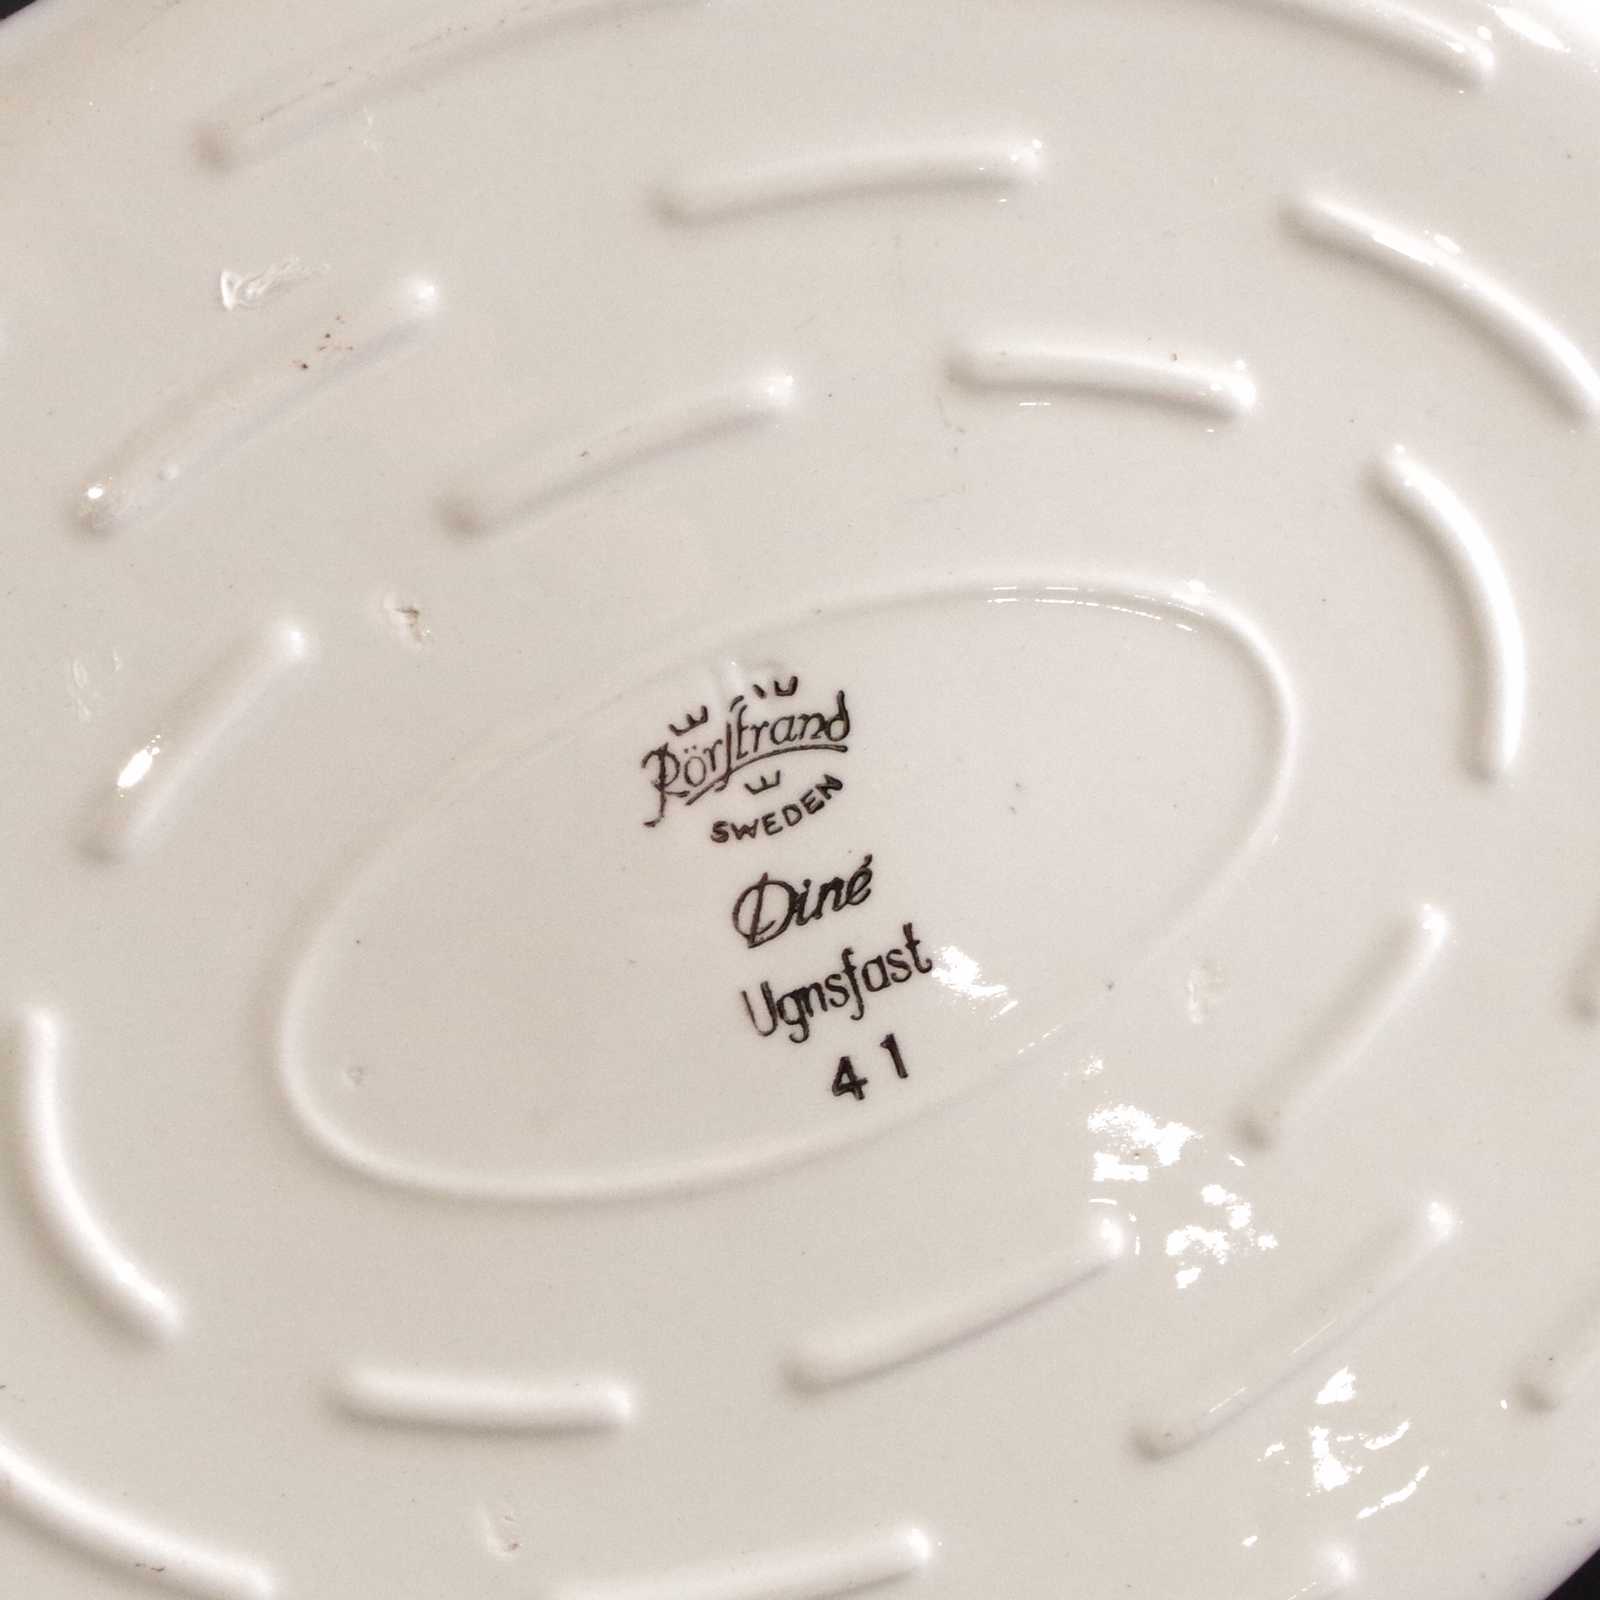 Rörstrand
SWEDEN
Diné
Ugnsfast
41